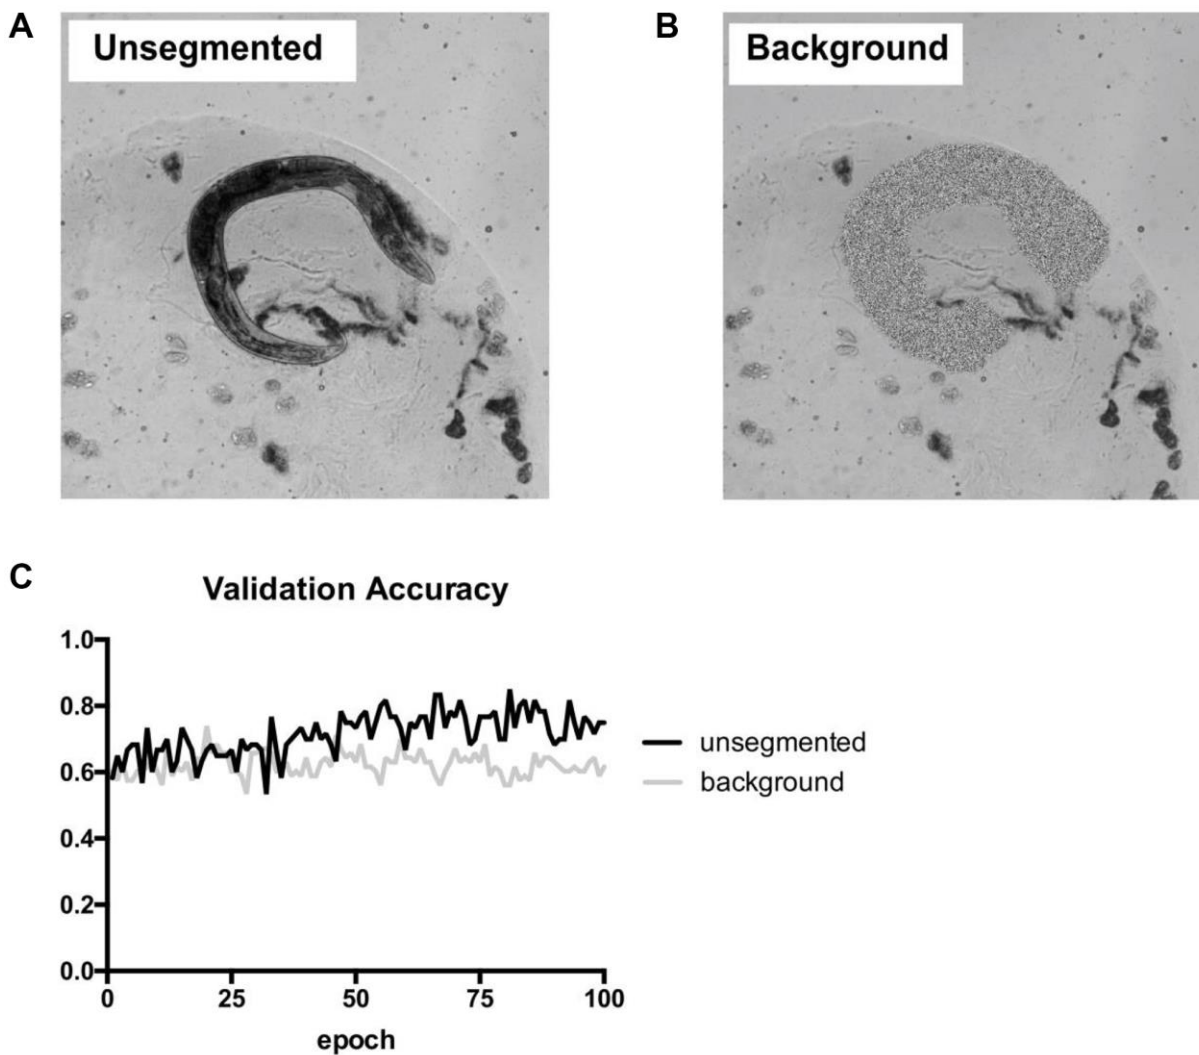 A
Unsegmented
B
Background
C
Validation Accuracy
1.0
0.8
0.6
0.4
0.2
0.0
0 25 50 75 100
epoch
unsegmented
background